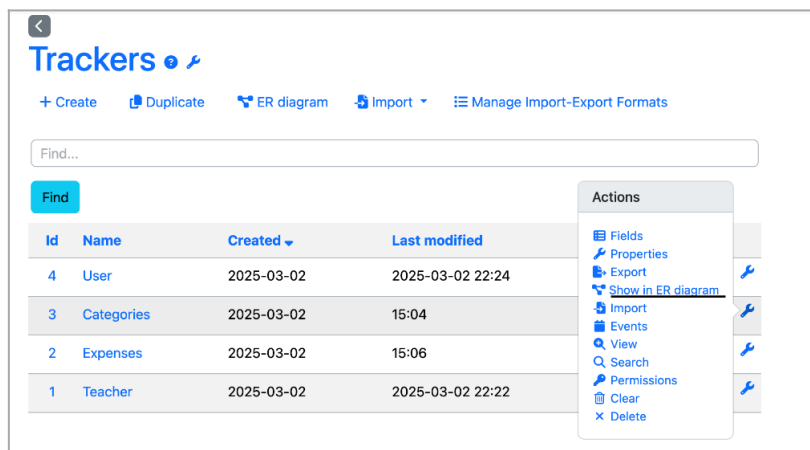 Trackers
+ Create Duplicate ER diagram Import Manage Import-Export Formats
Find...
Find
Id Name Created Last modified
4 User 2025-03-02 2025-03-02 22:24
3 Categories 2025-03-02 15:04
2 Expenses 2025-03-02 15:06
1 Teacher 2025-03-02 2025-03-02 22:22
Actions
Fields
Properties
Export
Show in ER diagram
Import
Events
View
Search
Permissions
Clear
Delete